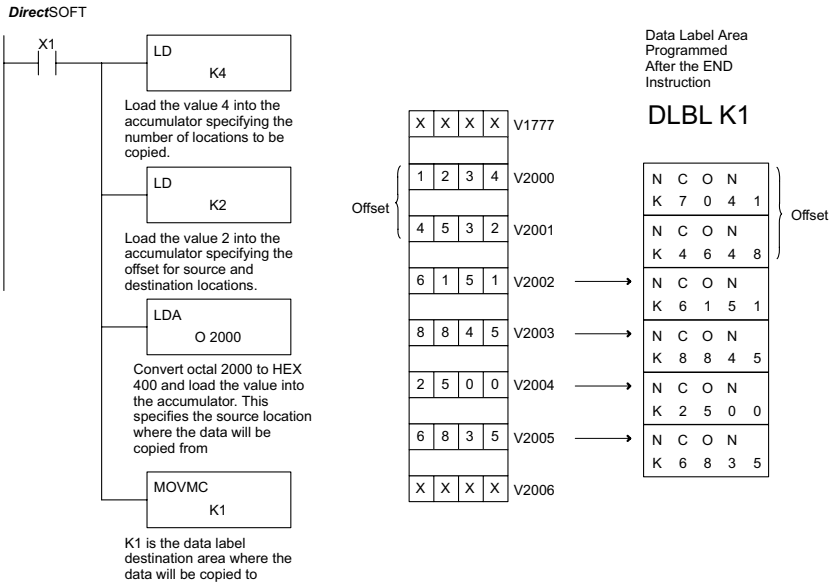 DirectSOFT
X1
LD
K4
Load the value 4 into the
accumulator specifying the
number of locations to be
copied.
LD
K2
Load the value 2 into the
accumulator specifying the
offset for source and
destination locations.
LDA
O 2000
Convert octal 2000 to HEX
400 and load the value into
the accumulator. This
specifies the source location
where the data will be
copied from
MOVMC
K1
K1 is the data label
destination area where the
data will be copied to
X X X X V1777
Offset
1 2 3 4 V2000
4 5 3 2 V2001
6 1 5 1 V2002
8 8 4 5 V2003
2 5 0 0 V2004
6 8 3 5 V2005
X X X X V2006
Data Label Area
Programmed
After the END
Instruction
DLBL K1
N C O N
K 7 0 4 1
N C O N
K 4 6 4 8
Offset
N C O N
K 6 1 5 1
N C O N
K 8 8 4 5
N C O N
K 2 5 0 0
N C O N
K 6 8 3 5